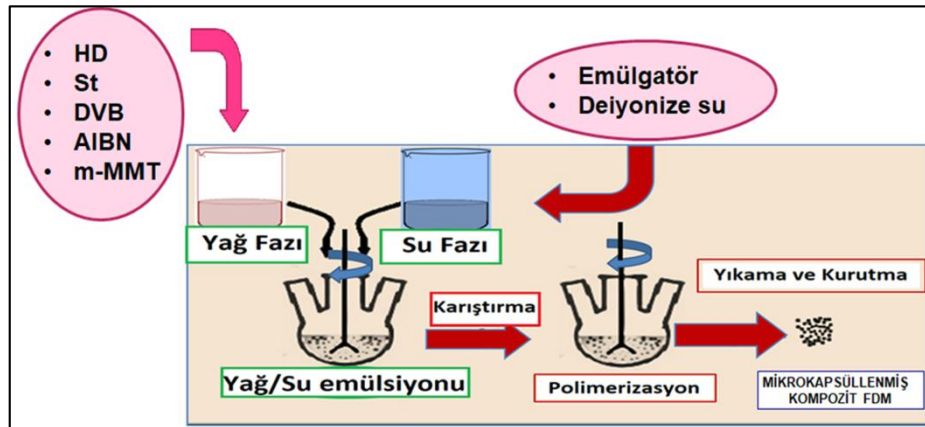 • HD
• St
• DVB
• AIBN
• m-MMT
• Emülgatör
• Deiyonize su
Yağ Fazı
Su Fazı
Yıkama ve Kurutma
Karıştırma
Yağ/Su emülsiyonu
Polimerizasyon
MİKROKAPSÜLLENMİŞ
KOMPOZİT FDM